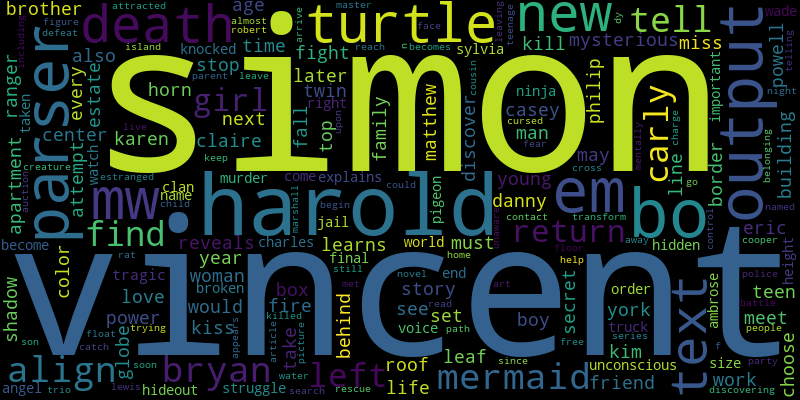 brother
figure
defeat
attracted
almost
robert
death
age
master
arrive
turtle
face
becomes
leaving
teenage
new
dy
tell
output
wade
telling
including
parser
ranger
also
every
knocked
stop
island
time
fight
reach
sylvia
kill
mysterious
miss
powell
simon
horn
girl
later
twin
right
parent
leave
cousin
ninja
philip
casey
man
cursed
fear
estate
watch
taken
center
attempt
karen
live
next
claire
keep
fall
top
family
upon
matthew
discover
carly
charge
important
night
belonging
building
apartment
creature
auction
estranged
clan
name
murder
come
explains
young
may
cross
mentally
line
go
border
mw
harold
pigeon
danny
em
bo
find
child
reveals
charles
marshall
jail
begin
could
learns
world
must
unaware
contact
return
transform
hidden
control
eric
named
cooper
become
color
rat
tragic
woman
year
broken
final
still
home
novel
end
floor
away
help
police
height
vincent
shadow
float
trying
love
power
would
appears
box
killed
fire
article
picture
met
story
see
voice
read
path
set
boy
art
secret
order
york
truck
series
text
ambrose
battle
people
teen
meet
choose
son
catch
globe
soon
kiss
take
behind
water
roof
leaf
since
free
kim
unconscious
size
f
party
align
angel
trio
lewis
hideout
bryan
struggle
search
left
rescue
life
mermaid
friend
work
discovering